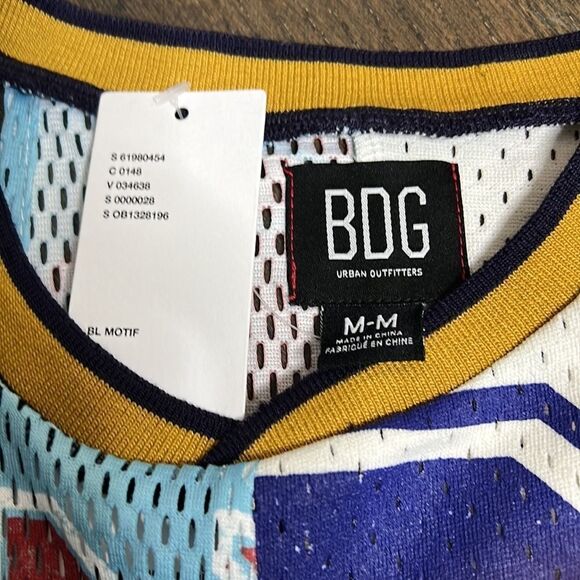 S 61980454
C 0148
V 034638
S 0000028
S OB1328196
BL MOTIF
BDG
URBAN OUTFITTERS
M-M
MADE IN CHINA
FABRIQUÉ EN CHINE